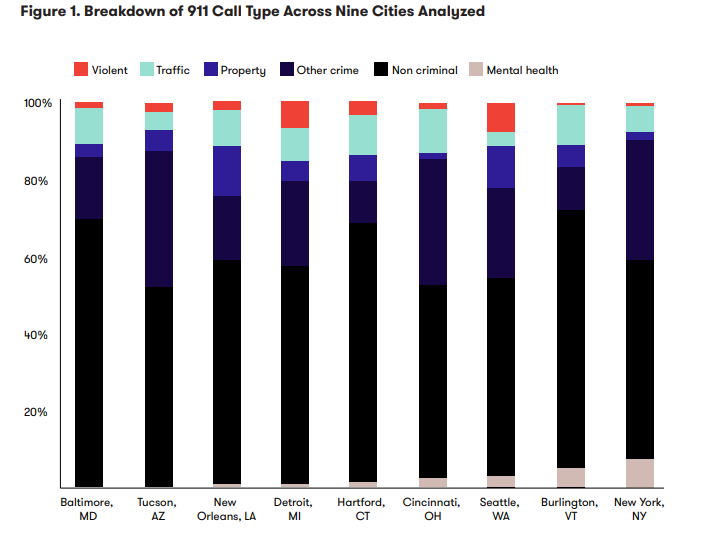 Figure 1. Breakdown of 911 Call Type Across Nine Cities Analyzed
Violent Traffic Property Other crime Non criminal Mental health
100%
80%
60%
40%
20%
Baltimore, MD
Tucson, AZ
New Orleans, LA
Detroit, MI
Hartford, CT
Cincinnati, OH
Seattle, WA
Burlington, VT
New York, NY